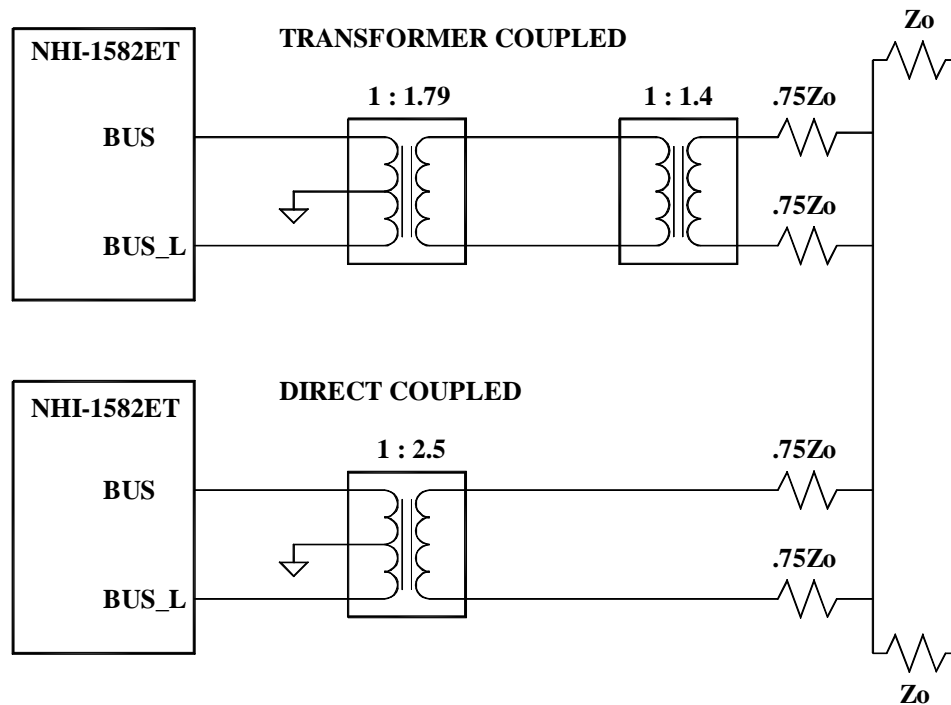 Zo
TRANSFORMER COUPLED
NHI-1582ET
1 : 1.79
1 : 1.4
.75Zo
BUS
.75Zo
BUS_L
DIRECT COUPLED
NHI-1582ET
1 : 2.5
.75Zo
BUS
.75Zo
BUS_L
Zo